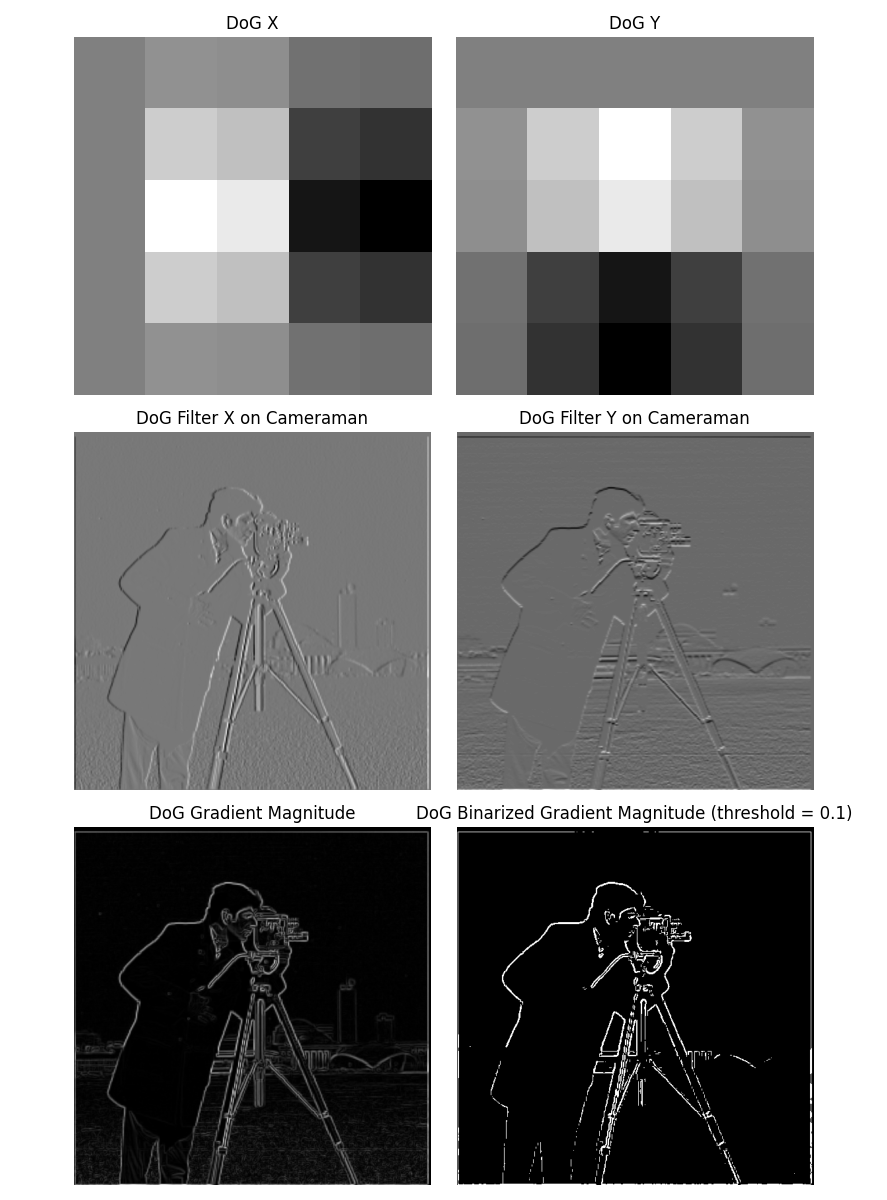 DoG X
DoG Y
DoG Filter X on Cameraman
DoG Filter Y on Cameraman
DoG Gradient Magnitude
DoG Binarized Gradient Magnitude (threshold = 0.1)